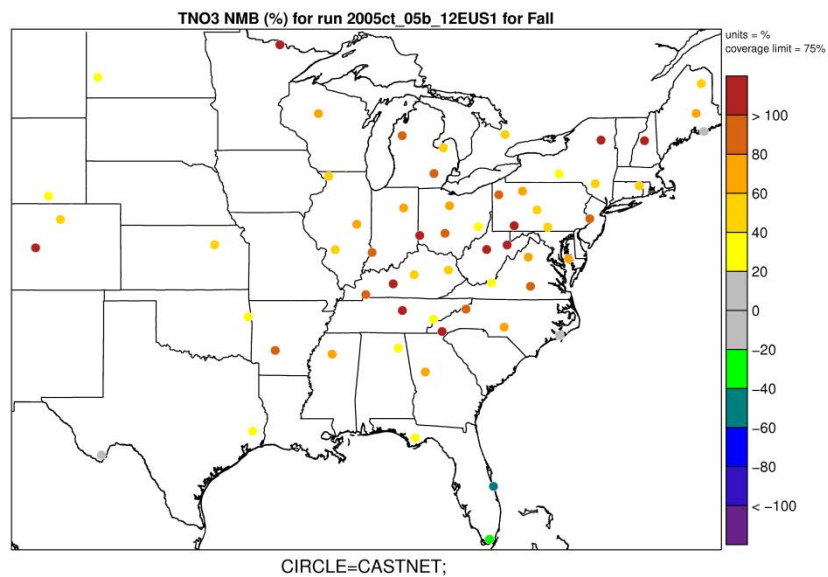 TNO3 NMB (%) for run 2005ct_05b_12EUS1 for Fall
units = %
coverage limit = 75%
> 100
80
60
40
20
0
−20
−40
−60
−80
< −100
CIRCLE=CASTNET;